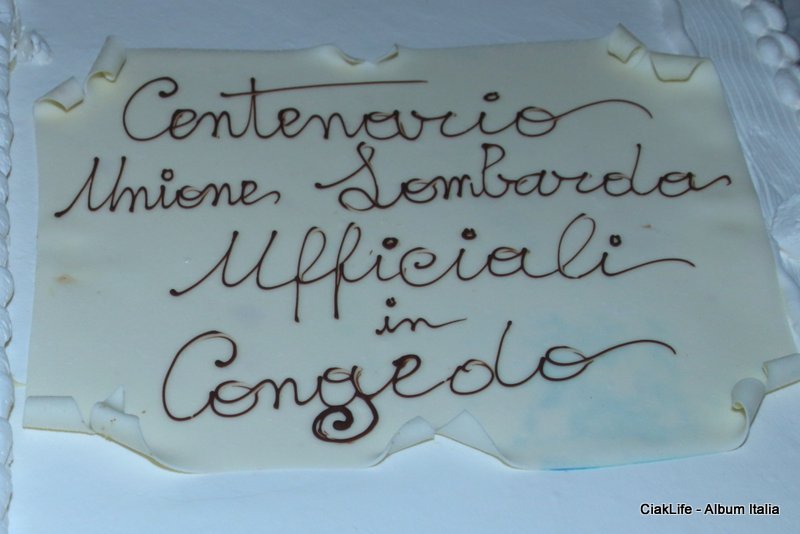 Centenario
Unione Lombarda
Ufficiali
in
Congedo
CiakLife - Album Italia